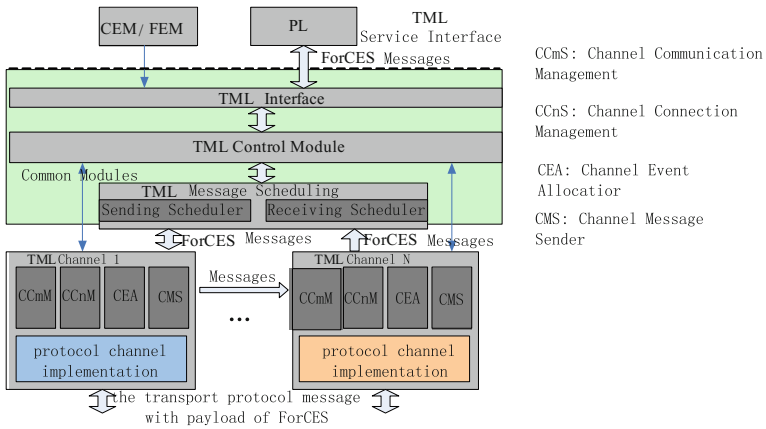 CEM/ FEM
PL
TML
Service Interface
ForCES Messages
TML Interface
TML Control Module
Common Modules
TML Message Scheduling
Sending Scheduler
Receiving Scheduler
ForCES Messages
ForCES Messages
TML Channel 1
CCmM
CCnM
CEA
CMS
protocol channel
implementation
Messages
...
TML Channel N
CCmM
CCnM
CEA
CMS
protocol channel
implementation
the transport protocol message
with payload of ForCES
CCmS: Channel Communication
Management
CCnS: Channel Connection
Management
CEA: Channel Event
Allocatior
CMS: Channel Message
Sender